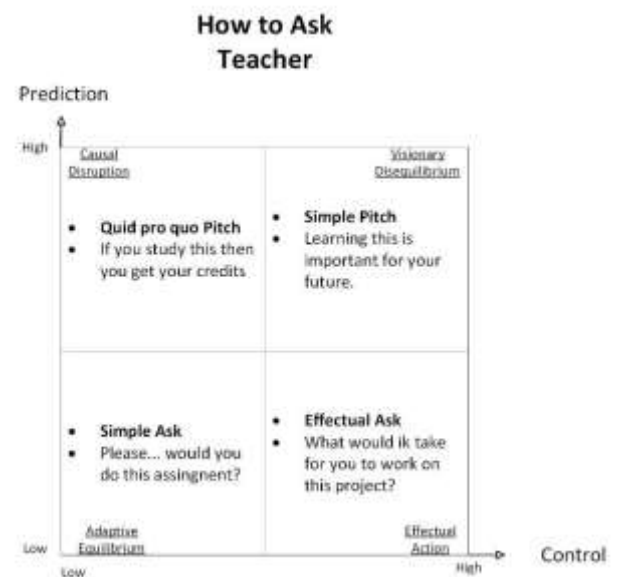 How to Ask
Teacher
Prediction
High
Causal
Disruption
Visionary
Disequilibrium
• Quid pro quo Pitch
• If you study this then
you get your credits
• Simple Pitch
• Learning this is
important for your
future.
• Simple Ask
• Please... would you
do this assingnent?
• Effectual Ask
• What would ik take
for you to work on
this project?
Adaptive
Equilibrium
Effectual
Action
Low
Low
High
Control